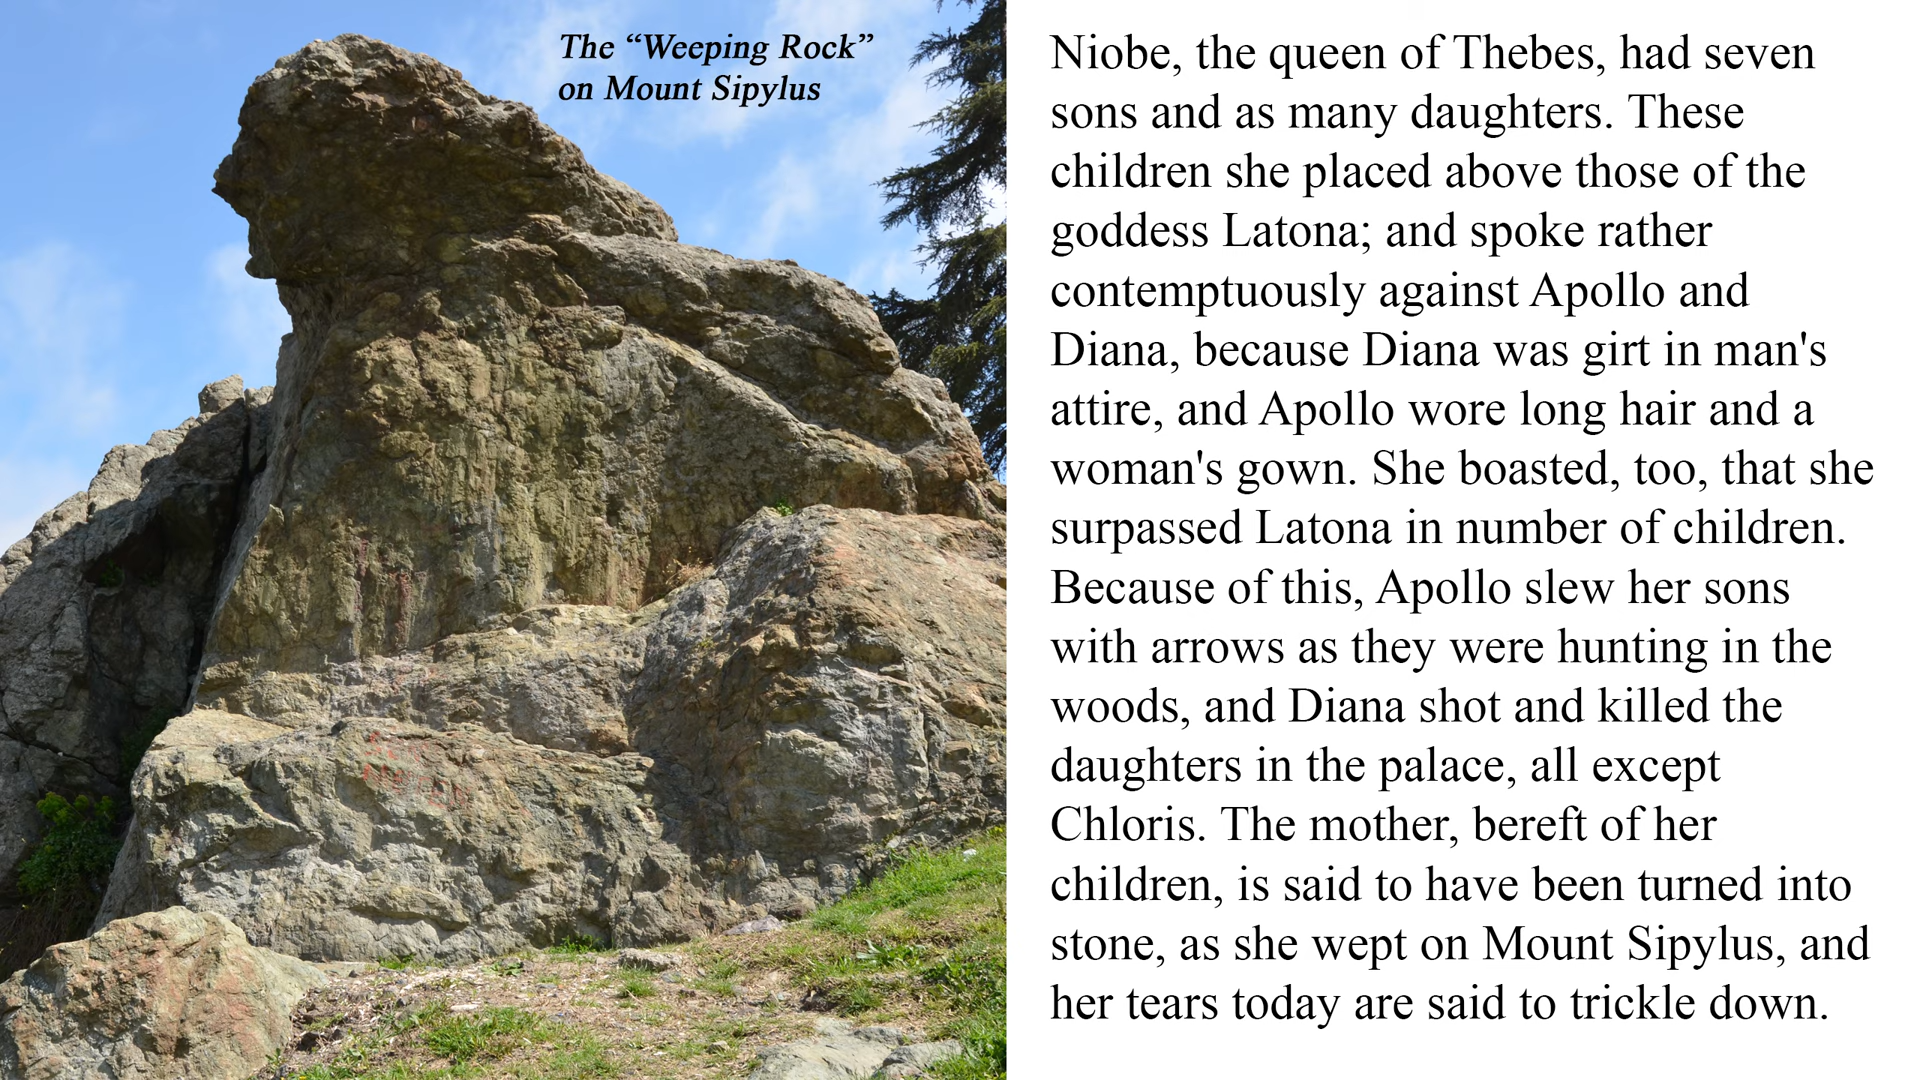 The “Weeping Rock”
on Mount Sipylus
Niobe, the queen of Thebes, had seven
sons and as many daughters. These
children she placed above those of the
goddess Latona; and spoke rather
contemptuously against Apollo and
Diana, because Diana was girt in man's
attire, and Apollo wore long hair and a
woman's gown. She boasted, too, that she
surpassed Latona in number of children.
Because of this, Apollo slew her sons
with arrows as they were hunting in the
woods, and Diana shot and killed the
daughters in the palace, all except
Chloris. The mother, bereft of her
children, is said to have been turned into
stone, as she wept on Mount Sipylus, and
her tears today are said to trickle down.